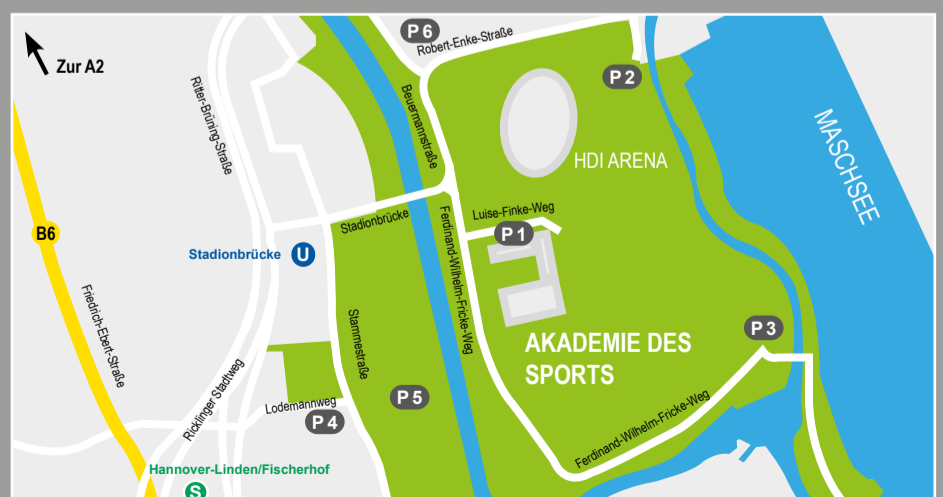 P 6
Robert-Enke-Straße
Zur A2
P 2
Ritter-Brüning-Straße
Beuermannstraße
MASCHSEE
HDI ARENA
Luise-Finke-Weg
Stadionbrücke
P 1
B6
Stadionbrücke
U
Ferdinand-Wilhelm-Fricke-Weg
Friedrich-Ebert-Straße
Stammestraße
P 3
AKADEMIE DES
SPORTS
Ricklinger Stadtweg
P 5
Lodemannweg
P 4
Ferdinand-Wilhelm-Fricke-Weg
Hannover-Linden/Fischerhof
S